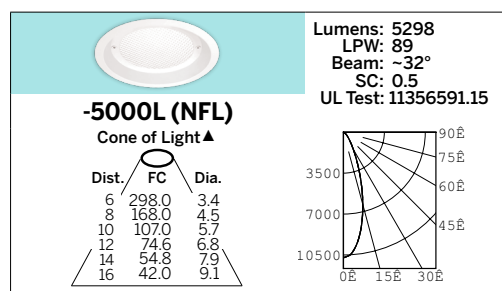 Lumens: 5298
LPW: 89
Beam: ~32°
SC: 0.5
UL Test: 11356591.15
-5000L (NFL)
Cone of Light▲
Dist. FC Dia.
6 298.0 3.4
8 168.0 4.5
10 107.0 5.7
12 74.6 6.8
14 54.8 7.9
16 42.0 9.1
90Ê
75Ê
3500
60Ê
7000
45Ê
10500
0Ê 15Ê 30Ê